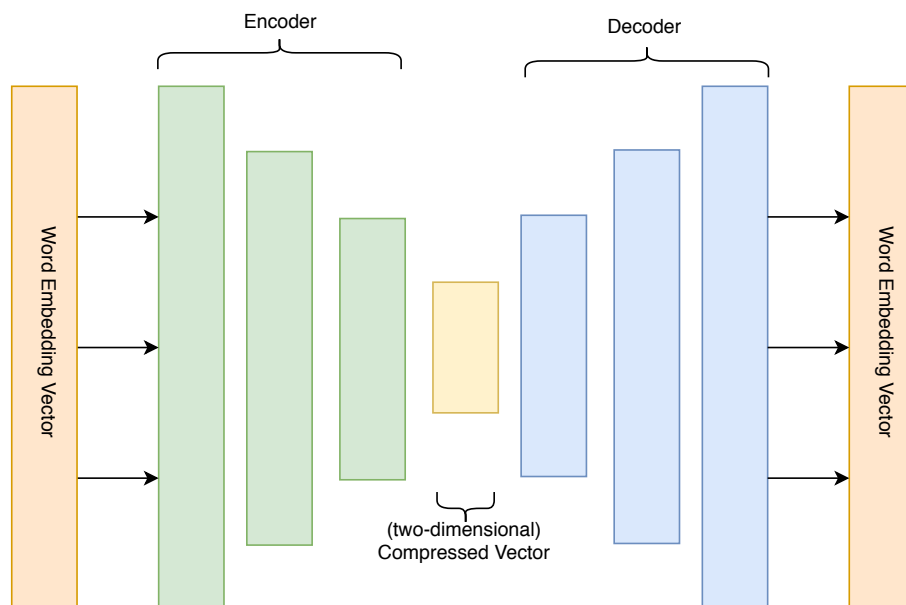 Encoder
Decoder
Word Embedding Vector
Word Embedding Vector
(two-dimensional)
Compressed Vector